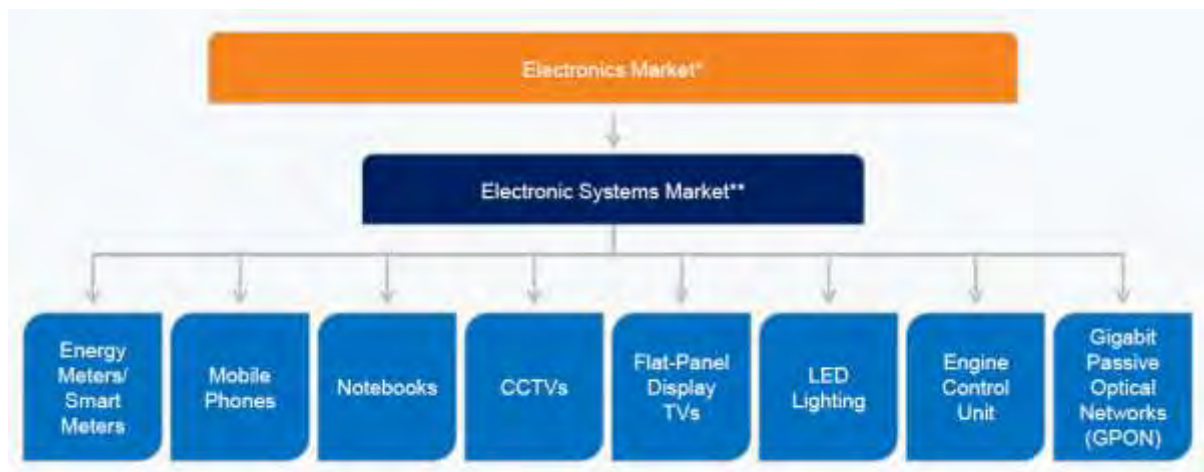 Electronics Market*
Electronic Systems Market**
Energy
Meters/
Smart
Meters
Mobile
Phones
Notebooks
CCTVs
Flat-Panel
Display
TVs
LED
Lighting
Engine
Control
Unit
Gigabit
Passive
Optical
Networks
(GPON)